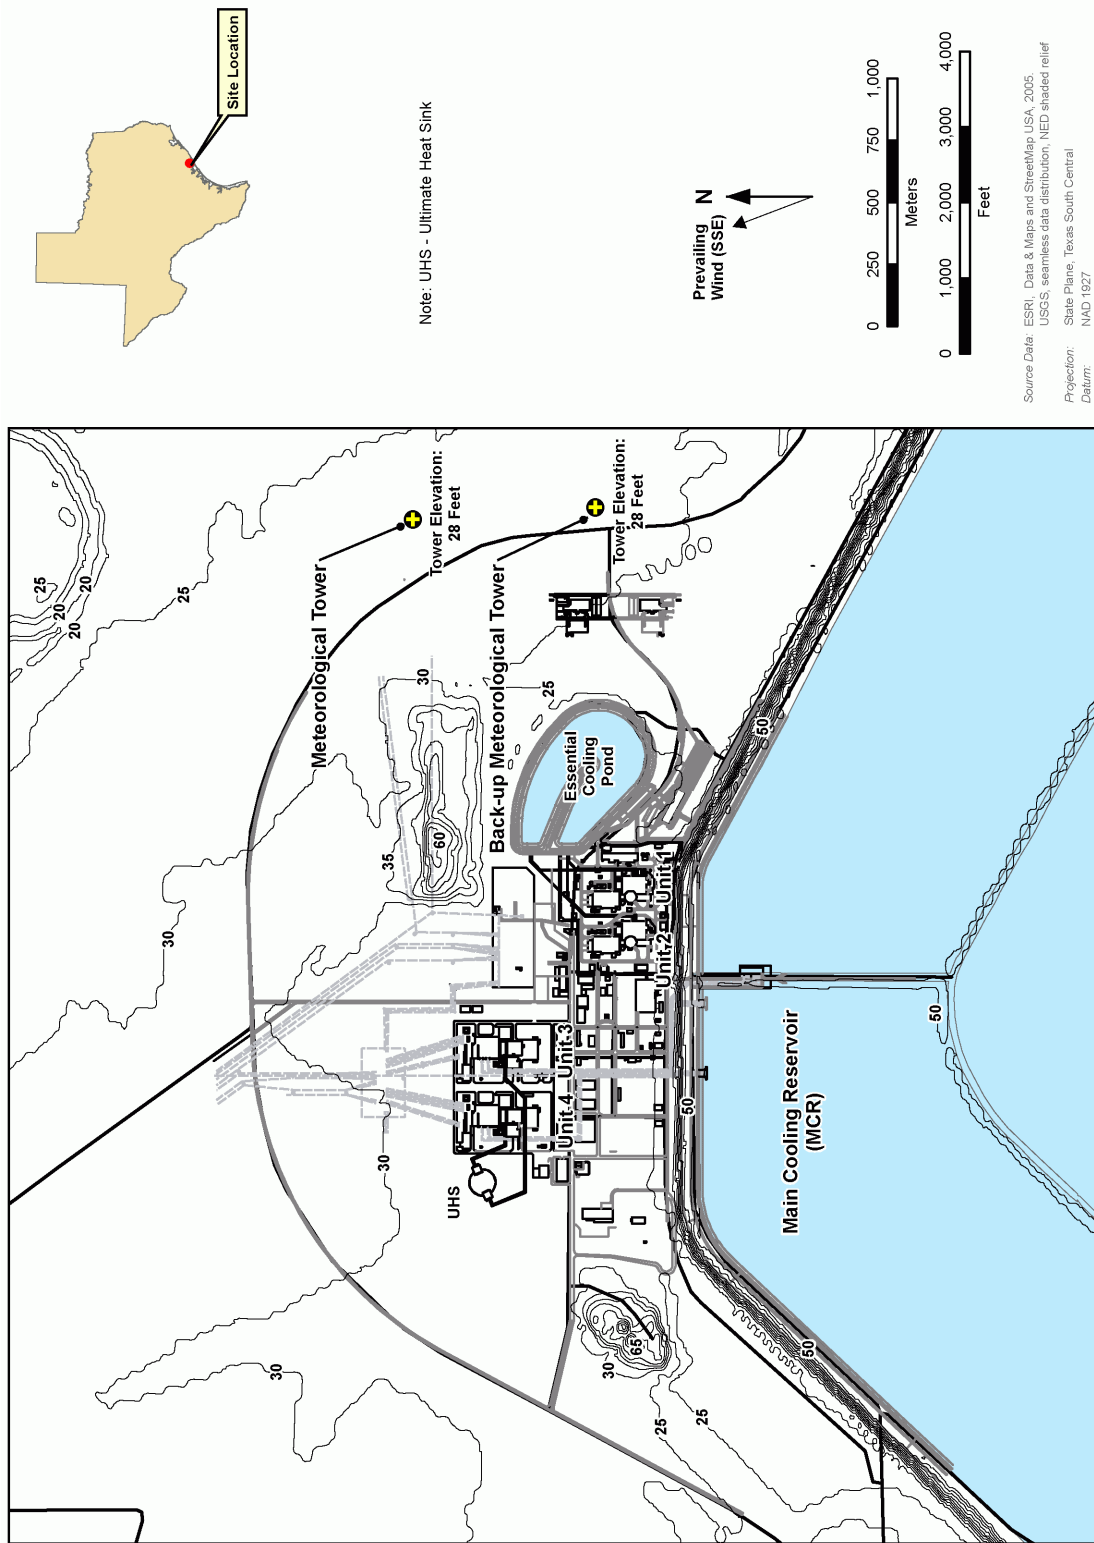 Site Location
Note: UHS - Ultimate Heat Sink
Prevailing
Wind (SSE)
N
0
250
500
750
1,000
Meters
0
1,000
2,000
3,000
4,000
Feet
Source Data: ESRI, Data & Maps and StreetMap USA, 2005.
USGS, seamless data distribution, NED shaded relief
Projection: State Plane, Texas South Central
Datum: NAD 1927
25
20
20
20
25
Meteorological Tower
Tower Elevation:
28 Feet
Back-up Meteorological Tower
Tower Elevation:
28 Feet
30
25
35
60
30
Essential
Cooling
Pond
50
Unit 1
Unit 2
Unit 3
Unit 4
UHS
30
30
50
50
Main Cooling Reservoir
(MCR)
65
30
25
25
50